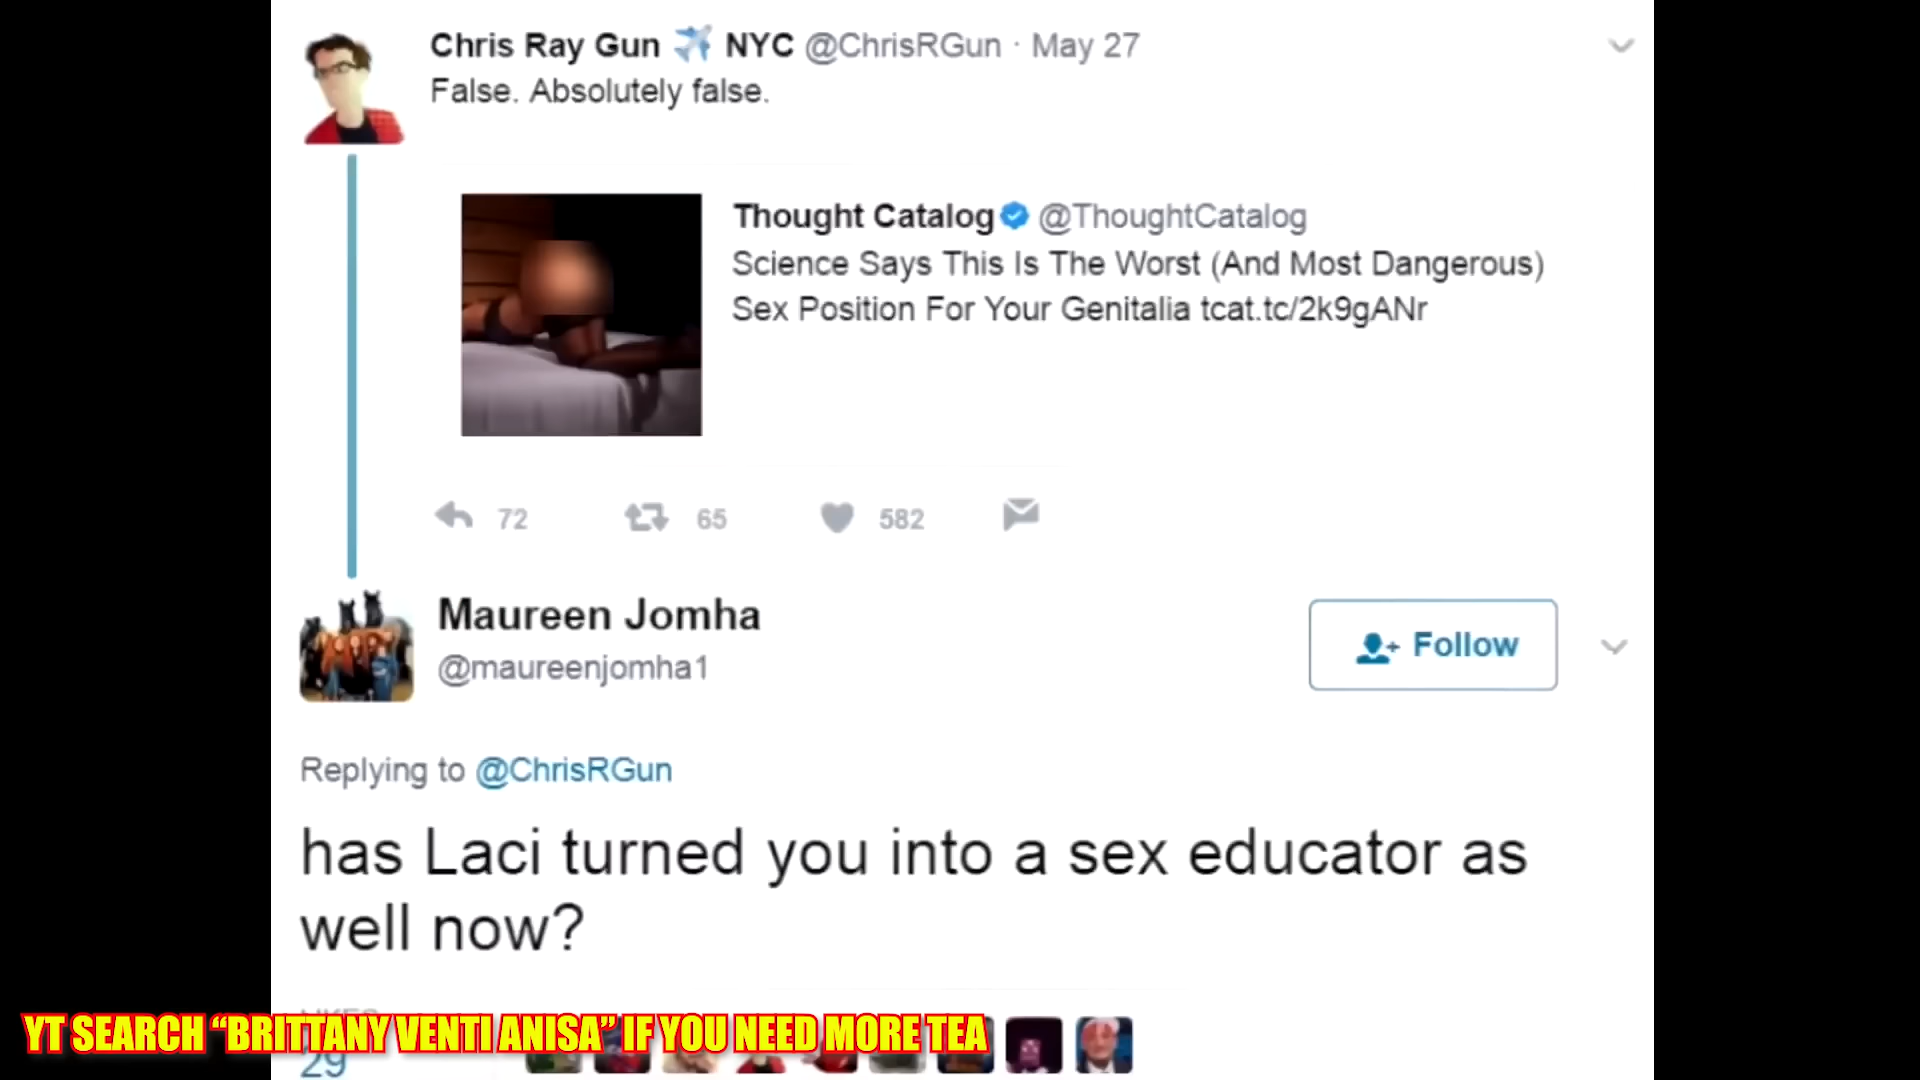 Chris Ray Gun ✈️ NYC @ChrisRGun · May 27
False. Absolutely false.
Thought Catalog @ThoughtCatalog
Science Says This Is The Worst (And Most Dangerous)
Sex Position For Your Genitalia tcat.tc/2k9gANr
72 65 582
Maureen Jomha
@maureenjomha1
Follow
Replying to @ChrisRGun
has Laci turned you into a sex educator as
well now?
LIKES
29
YT SEARCH “BRITTANY VENTI ANISA” IF YOU NEED MORE TEA